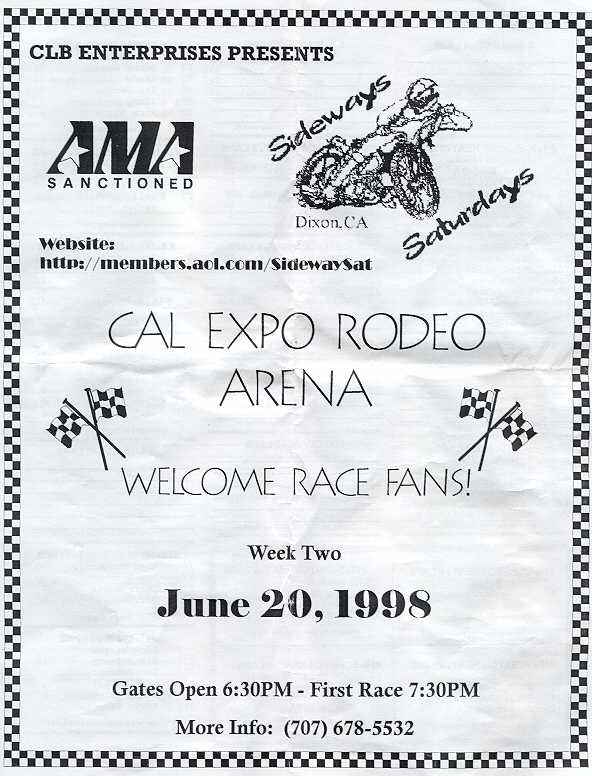 CLB ENTERPRISES PRESENTS
AMA
SANCTIONED
Sideways
Dixon, CA
Saturdays
Website:
http://members.aol.com/SidewaySat
CAL EXPO RODEO
ARENA
WELCOME RACE FANS!
Week Two
June 20, 1998
Gates Open 6:30PM - First Race 7:30PM
More Info: (707) 678-5532